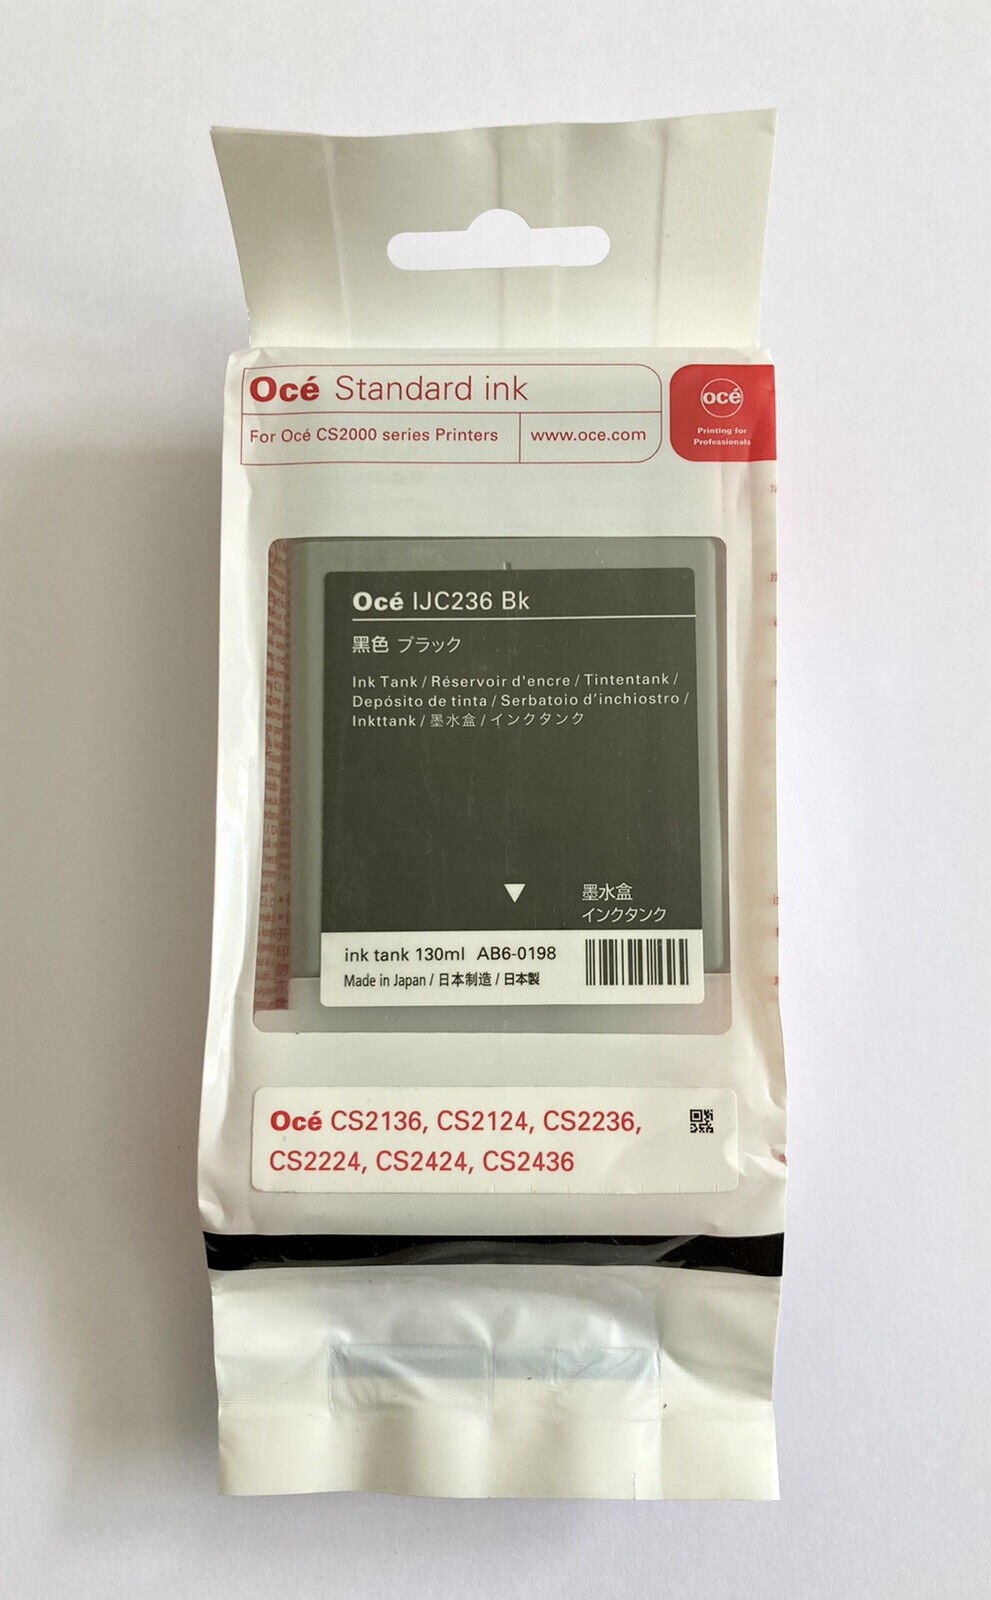 Océ Standard ink
For Océ CS2000 series Printers
www.oce.com
océ
Printing for
Professionals
Océ IJC236 Bk
黑色 ブラック
Ink Tank / Réservoir d'encre / Tintentank /
Depósito de tinta / Serbatoio d'inchiostro /
Inkttank / 墨水盒 / インクタンク
墨水盒
インクタンク
ink tank 130ml AB6-0198
Made in Japan / 日本制造 / 日本製
Océ CS2136, CS2124, CS2236,
CS2224, CS2424, CS2436